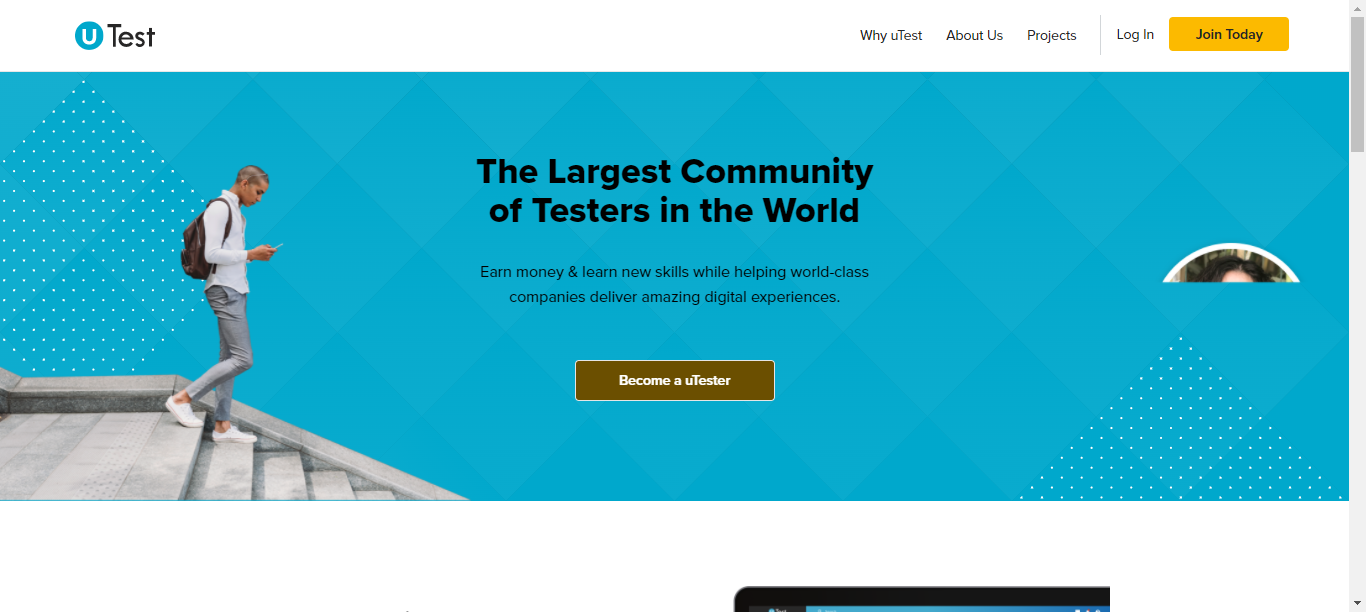 u Test
Why uTest
About Us
Projects
Log In
Join Today
The Largest Community
of Testers in the World
Earn money & learn new skills while helping world-class
companies deliver amazing digital experiences.
Become a uTester